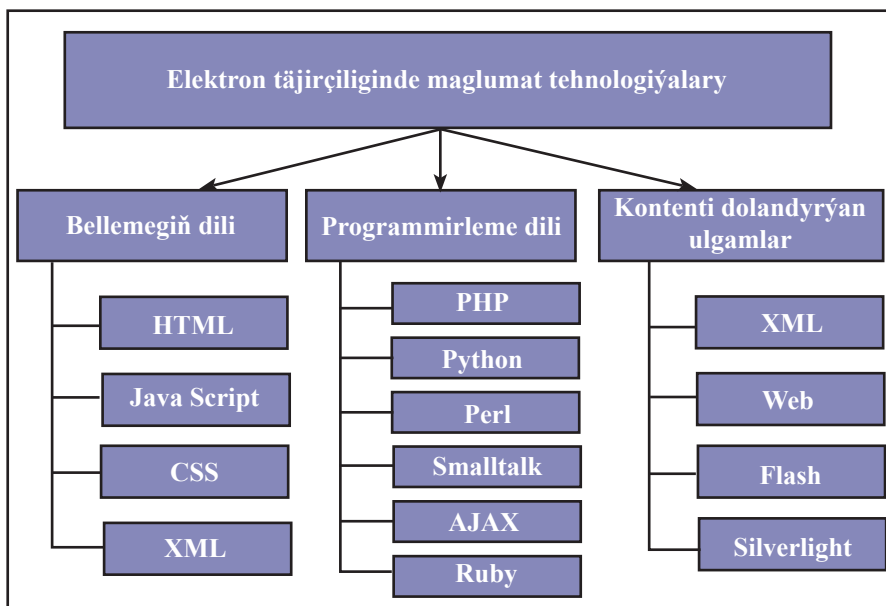 Elektron täjirçiliginde maglumat tehnologiýalary
Bellemegiň dili
HTML
Java Script
CSS
XML
Programmirleme dili
PHP
Python
Perl
Smalltalk
AJAX
Ruby
Kontenti dolandyrýan
ulgamlar
XML
Web
Flash
Silverlight